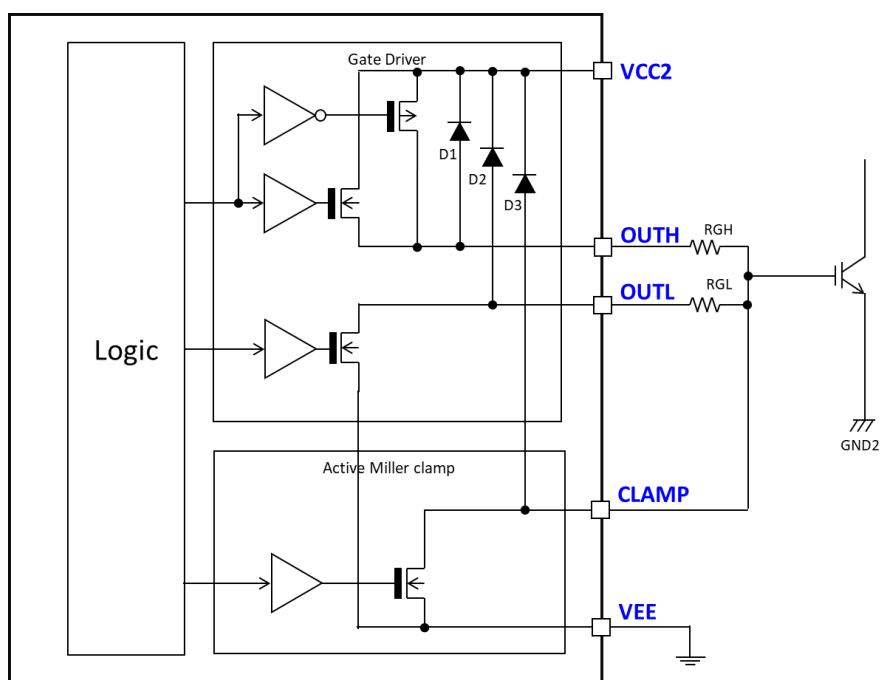 Gate Driver
VCC2
D1
D2
D3
OUTH
RGH
OUTL
RGL
Logic
GND2
Active Miller clamp
CLAMP
VEE